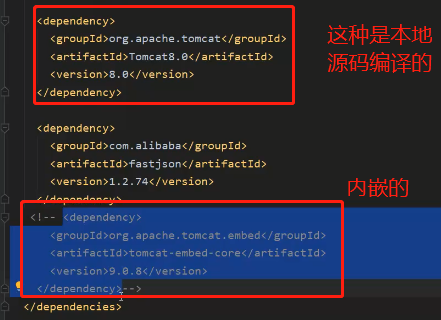 <dependency>
<groupId>org.apache.tomcat</groupId>
<artifactId>Tomcat8.0</artifactId>
<version>8.0</version>
</dependency>
这种是本地
源码编译的
<dependency>
<groupId>com.alibaba</groupId>
<artifactId>fastjson</artifactId>
<version>1.2.74</version>
</dependency>
内嵌的
<!-- <dependency>
<groupId>org.apache.tomcat.embed</groupId>
<artifactId>tomcat-embed-core</artifactId>
<version>9.0.8</version>
</dependency>-->
</dependencies>